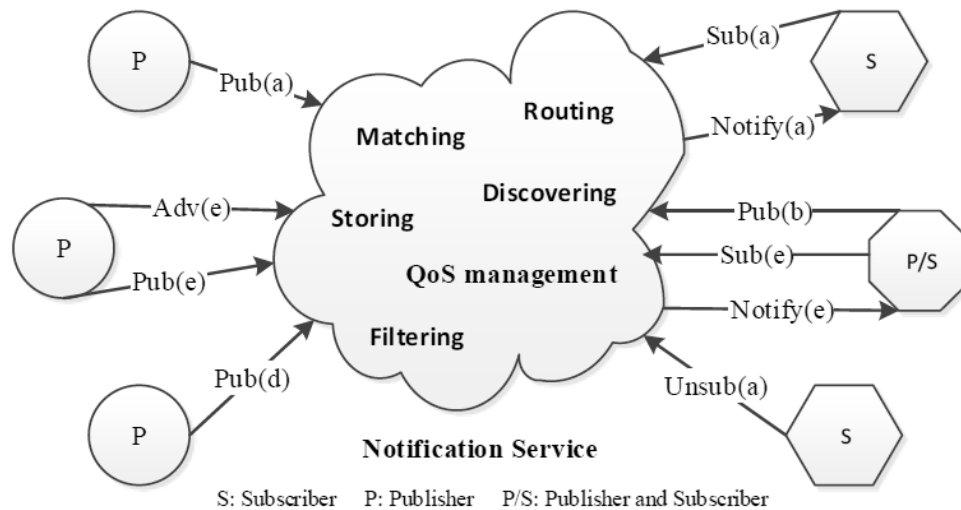 P
Pub(a)
Sub(a)
S
Notify(a)
Routing
Matching
Discovering
Storing
QoS management
Filtering
P
Adv(e)
Pub(e)
Pub(b)
Sub(e)
Notify(e)
P/S
P
Pub(d)
Unsub(a)
S
Notification Service
S: Subscriber P: Publisher P/S: Publisher and Subscriber